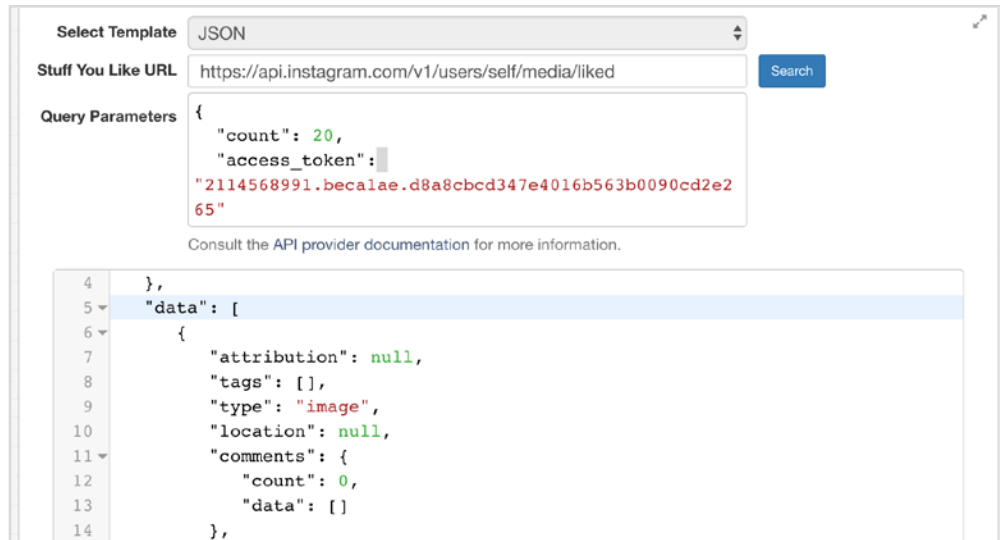 Select Template JSON
Stuff You Like URL https://api.instagram.com/v1/users/self/media/liked Search
Query Parameters {
"count": 20,
"access_token":
"2114568991.beca1ae.d8a8cbcd347e4016b563b0090cd2e2
65"
Consult the API provider documentation for more information.
4 },
5 "data": [
6 {
7 "attribution": null,
8 "tags": [],
9 "type": "image",
10 "location": null,
11 "comments": {
12 "count": 0,
13 "data": []
14 },